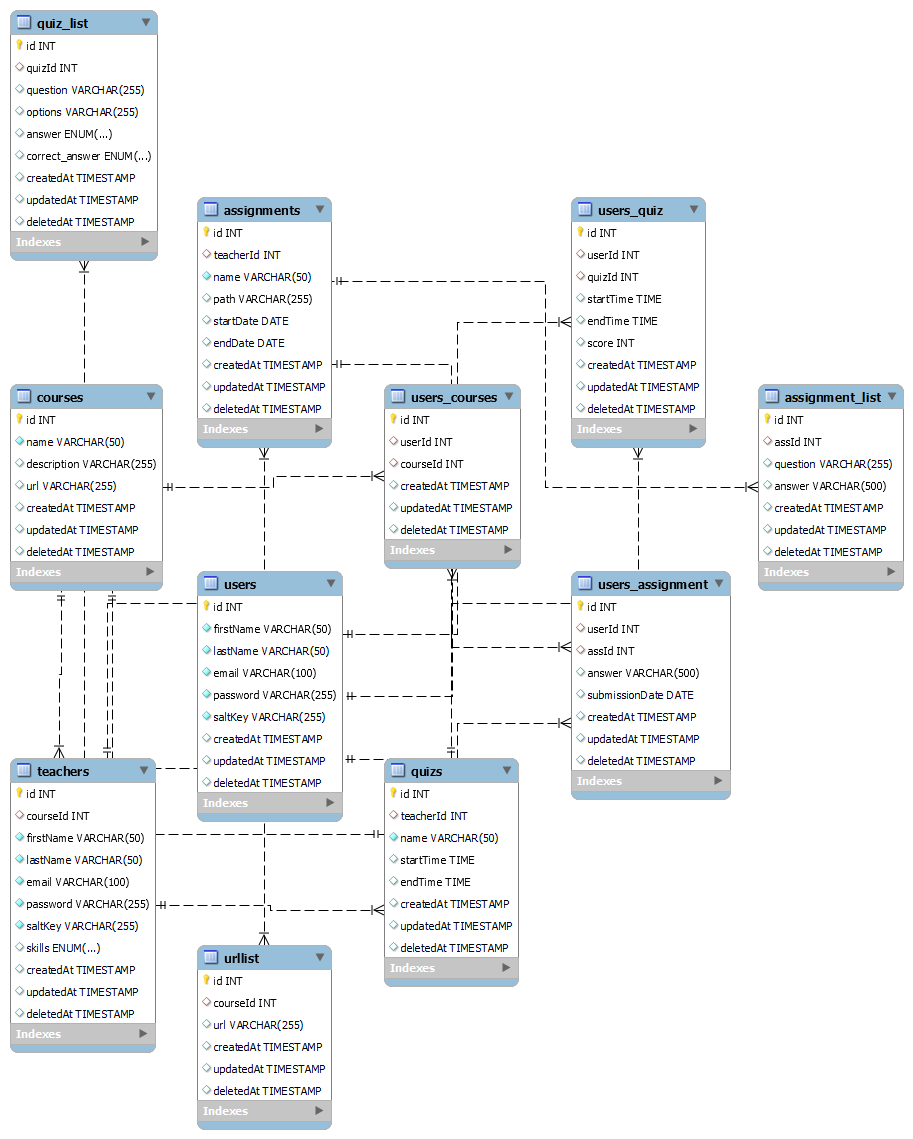 quiz_list
id INT
quizId INT
question VARCHAR(255)
options VARCHAR(255)
answer ENUM(...)
correct_answer ENUM(...)
createdAt TIMESTAMP
updatedAt TIMESTAMP
deletedAt TIMESTAMP
Indexes
assignments
id INT
teacherId INT
name VARCHAR(50)
path VARCHAR(255)
startDate DATE
endDate DATE
createdAt TIMESTAMP
updatedAt TIMESTAMP
deletedAt TIMESTAMP
Indexes
users_quiz
id INT
userId INT
quizId INT
startTime TIME
endTime TIME
score INT
createdAt TIMESTAMP
updatedAt TIMESTAMP
deletedAt TIMESTAMP
Indexes
courses
id INT
name VARCHAR(50)
description VARCHAR(255)
url VARCHAR(255)
createdAt TIMESTAMP
updatedAt TIMESTAMP
deletedAt TIMESTAMP
Indexes
users_courses
id INT
userId INT
courseId INT
createdAt TIMESTAMP
updatedAt TIMESTAMP
deletedAt TIMESTAMP
Indexes
assignment_list
id INT
assId INT
question VARCHAR(255)
answer VARCHAR(500)
createdAt TIMESTAMP
updatedAt TIMESTAMP
deletedAt TIMESTAMP
Indexes
users
id INT
firstName VARCHAR(50)
lastName VARCHAR(50)
email VARCHAR(100)
password VARCHAR(255)
saltKey VARCHAR(255)
createdAt TIMESTAMP
updatedAt TIMESTAMP
deletedAt TIMESTAMP
Indexes
users_assignment
id INT
userId INT
assId INT
answer VARCHAR(500)
submissionDate DATE
createdAt TIMESTAMP
updatedAt TIMESTAMP
deletedAt TIMESTAMP
Indexes
teachers
id INT
courseId INT
firstName VARCHAR(50)
lastName VARCHAR(50)
email VARCHAR(100)
password VARCHAR(255)
saltKey VARCHAR(255)
skills ENUM(...)
createdAt TIMESTAMP
updatedAt TIMESTAMP
deletedAt TIMESTAMP
Indexes
quizs
id INT
teacherId INT
name VARCHAR(50)
startTime TIME
endTime TIME
createdAt TIMESTAMP
updatedAt TIMESTAMP
deletedAt TIMESTAMP
Indexes
urllist
id INT
courseId INT
url VARCHAR(255)
createdAt TIMESTAMP
updatedAt TIMESTAMP
deletedAt TIMESTAMP
Indexes